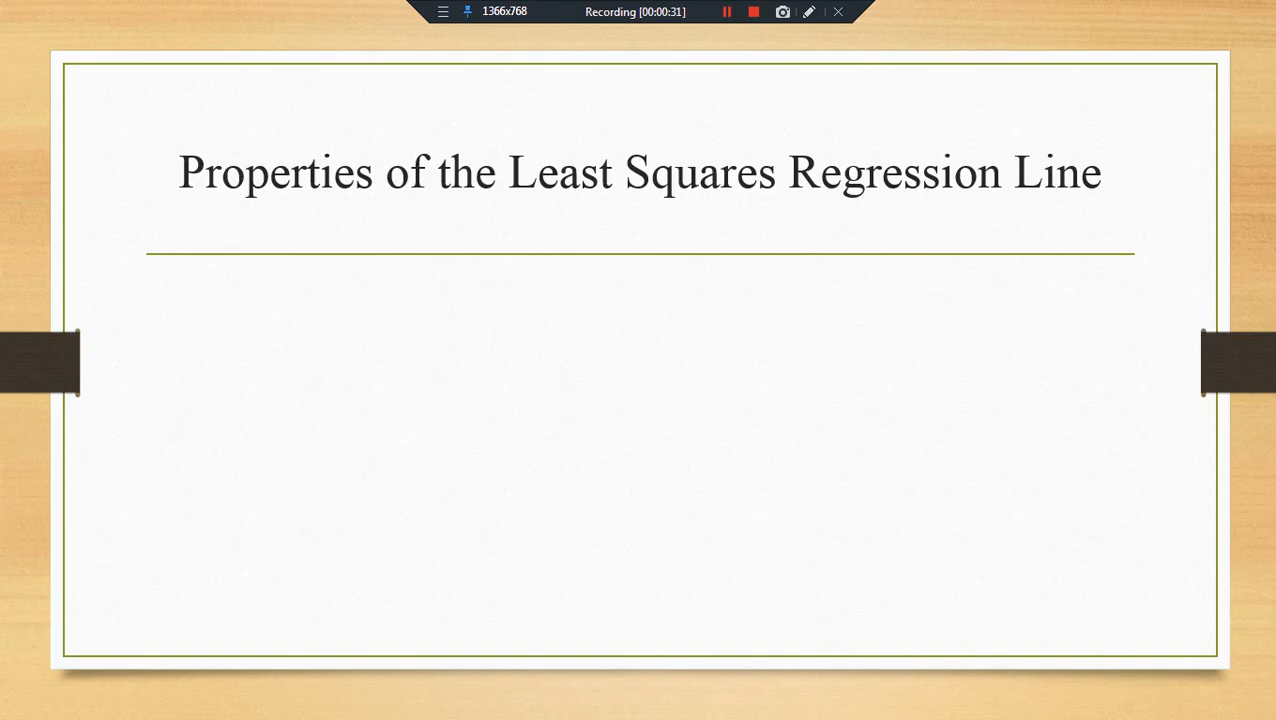 1366x768 Recording [00:00:31]
Properties of the Least Squares Regression Line